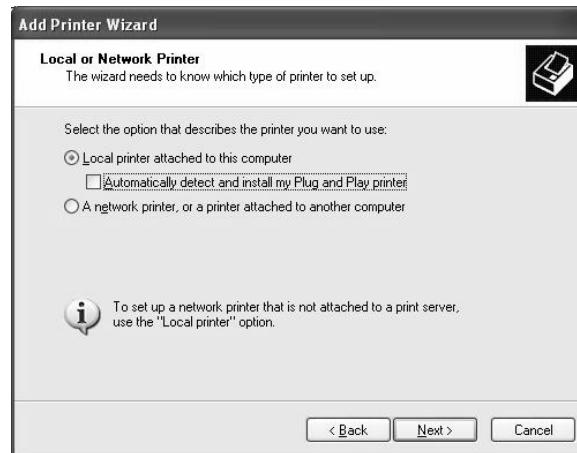 Add Printer Wizard
Local or Network Printer
The wizard needs to know which type of printer to set up.
Select the option that describes the printer you want to use:
Local printer attached to this computer
Automatically detect and install my Plug and Play printer
A network printer, or a printer attached to another computer
To set up a network printer that is not attached to a print server,
use the "Local printer" option.
< Back Next > Cancel